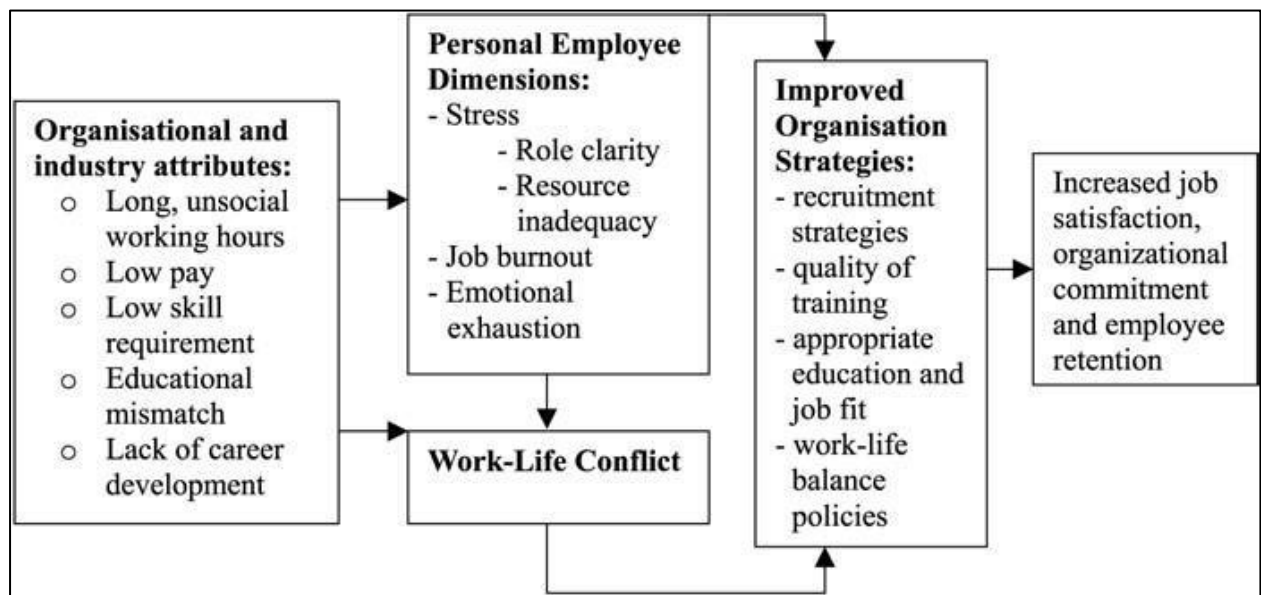 Organisational and
industry attributes:
o Long, unsocial
working hours
o Low pay
o Low skill
requirement
o Educational
mismatch
o Lack of career
development
Personal Employee
Dimensions:
- Stress
- Role clarity
- Resource
inadequacy
- Job burnout
- Emotional
exhaustion
Work-Life Conflict
Improved
Organisation
Strategies:
- recruitment
strategies
- quality of
training
- appropriate
education and
job fit
- work-life
balance
policies
Increased job
satisfaction,
organizational
commitment
and employee
retention